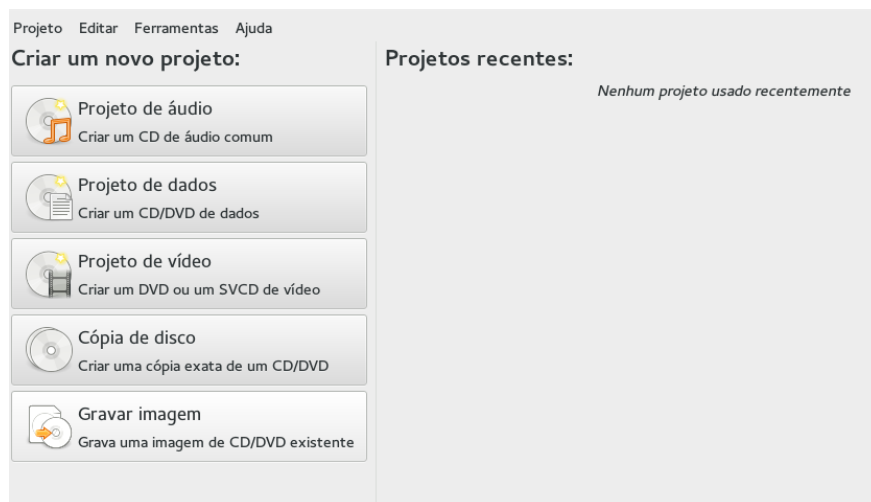 Projeto Editar Ferramentas Ajuda
Criar um novo projeto:
Projeto de áudio
Criar um CD de áudio comum
Projeto de dados
Criar um CD/DVD de dados
Projeto de vídeo
Criar um DVD ou um SVCD de vídeo
Cópia de disco
Criar uma cópia exata de um CD/DVD
Gravar imagem
Grava uma imagem de CD/DVD existente
Projetos recentes:
Nenhum projeto usado recentemente